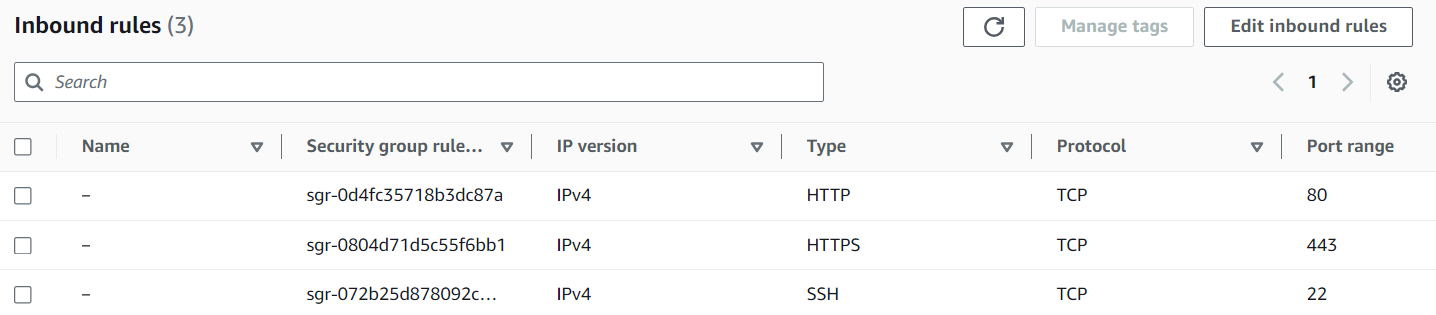 Inbound rules (3)
Manage tags
Edit inbound rules
Search
1
Name Security group rule... IP version Type Protocol Port range
– sgr-0d4fc35718b3dc87a IPv4 HTTP TCP 80
– sgr-0804d71d5c55f6bb1 IPv4 HTTPS TCP 443
– sgr-072b25d878092c... IPv4 SSH TCP 22